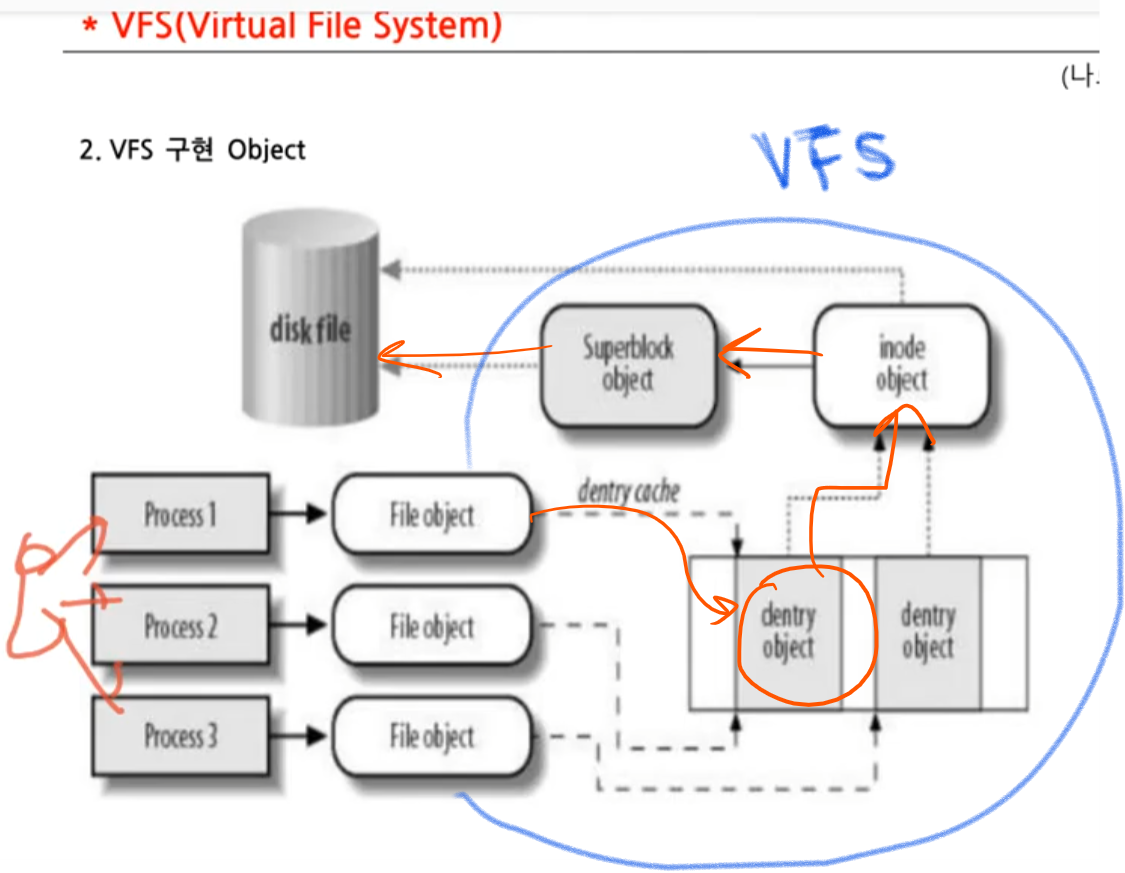 * VFS(Virtual File System)
(나.
2. VFS 구현 Object
VFS
disk file
Superblock
object
inode
object
dentry cache
Process 1
File object
Process 2
File object
dentry
object
dentry
object
Process 3
File object